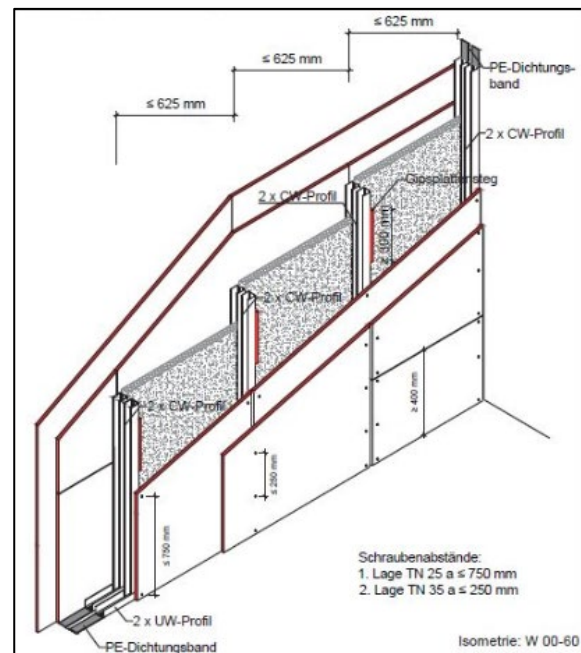 ≤ 625 mm
≤ 625 mm
≤ 625 mm
PE-Dichtungs-
band
2 x CW-Profil
Gipsplattensteg
2 x CW-Profil
≥ 300 mm
2 x CW-Profil
2 x CW-Profil
≥ 400 mm
≤ 250 mm
≤ 750 mm
Schraubenabstände:
1. Lage TN 25 a ≤ 750 mm
2. Lage TN 35 a ≤ 250 mm
2 x UW-Profil
PE-Dichtungsband
Isometrie: W 00-60